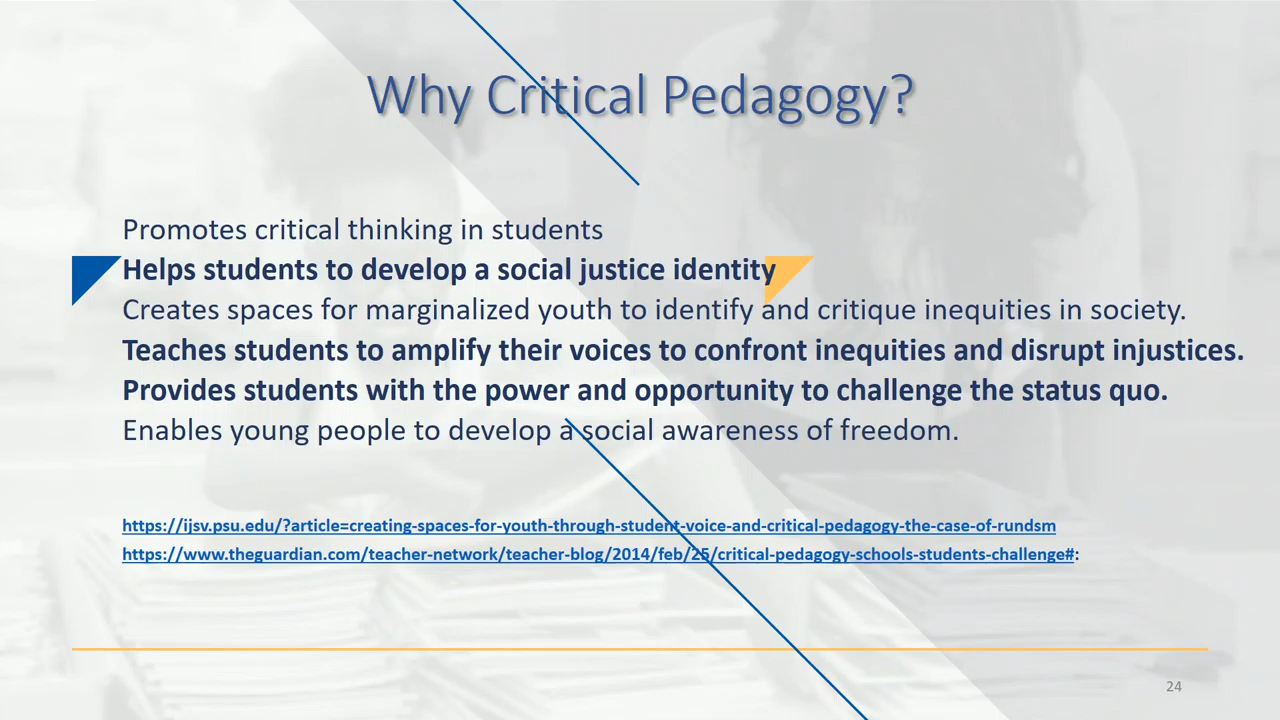 Why Critical Pedagogy?
Promotes critical thinking in students
Helps students to develop a social justice identity
Creates spaces for marginalized youth to identify and critique inequities in society.
Teaches students to amplify their voices to confront inequities and disrupt injustices.
Provides students with the power and opportunity to challenge the status quo.
Enables young people to develop a social awareness of freedom.
https://ijsv.psu.edu/?article=creating-spaces-for-youth-through-student-voice-and-critical-pedagogy-the-case-of-rundsm
https://www.theguardian.com/teacher-network/teacher-blog/2014/feb/25/critical-pedagogy-schools-students-challenge#:
24